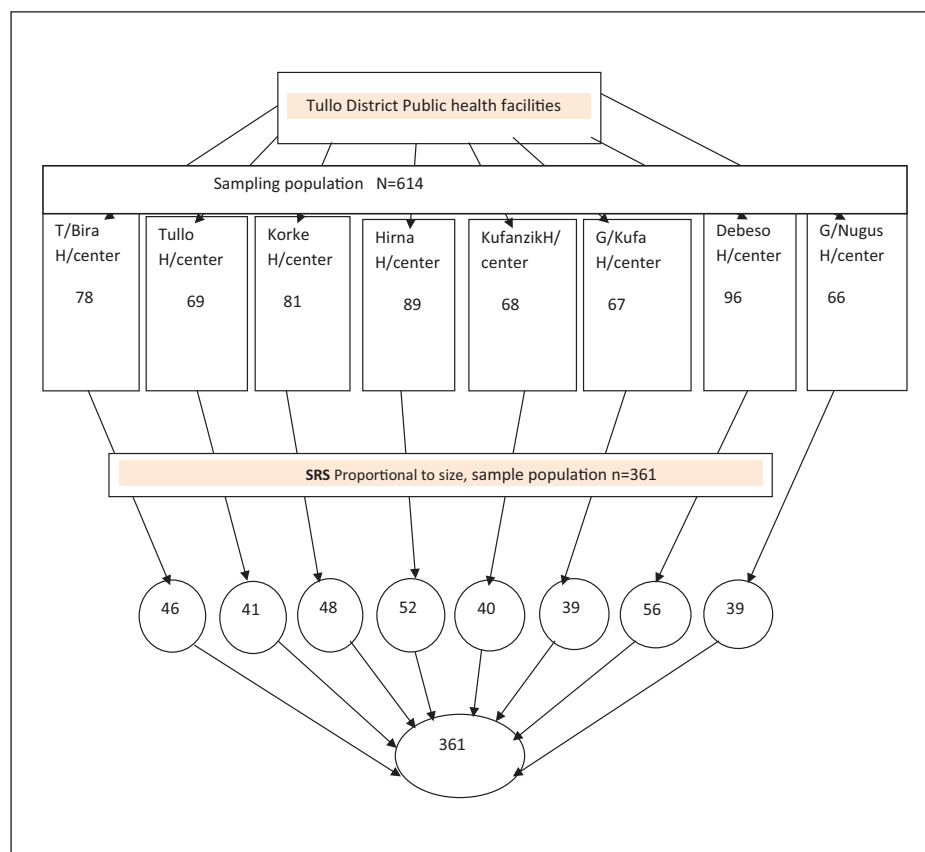 Tullo District Public health facilities
Sampling population N=614
T/Bira
H/center
78
Tullo
H/center
69
Korke
H/center
81
Hirna
H/center
89
KufanzikH/
center
68
G/Kufa
H/center
67
Debeso
H/center
96
G/Nugus
H/center
66
SRS Proportional to size, sample population n=361
46
41
48
52
40
39
56
39
361